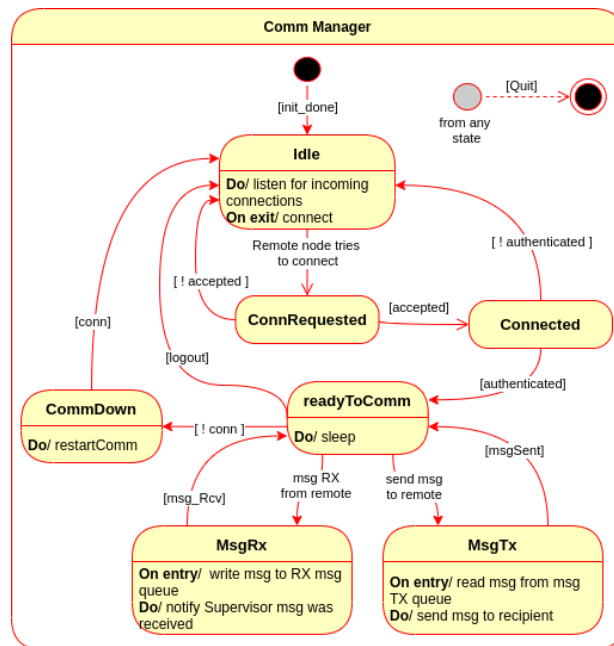 Comm Manager
[init_done]
[Quit]
from any
state
Idle
Do/ listen for incoming
connections
On exit/ connect
Remote node tries
to connect
[ ! authenticated ]
[ ! accepted ]
ConnRequested
[accepted]
Connected
[conn]
[logout]
[authenticated]
CommDown
Do/ restartComm
[ ! conn ]
readyToComm
Do/ sleep
[msgSent]
[msg_Rcv]
msg RX
from remote
send msg
to remote
MsgRx
On entry/ write msg to RX msg
queue
Do/ notify Supervisor msg was
received
MsgTx
On entry/ read msg from msg
TX queue
Do/ send msg to recipient